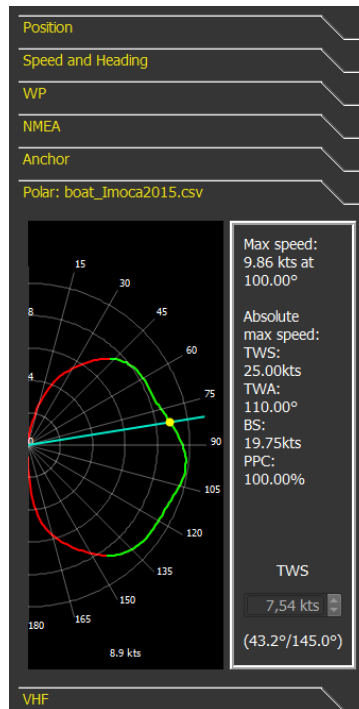 Position
Speed and Heading
WP
NMEA
Anchor
Polar: boat_Imoca2015.csv
15
30
45
60
75
90
105
120
135
150
165
180
8
4
0
8.9 kts
Max speed:
9.86 kts at
100.00°
Absolute
max speed:
TWS:
25.00kts
TWA:
110.00°
BS:
19.75kts
PPC:
100.00%
TWS
7,54 kts
(43.2°/145.0°)
VHF